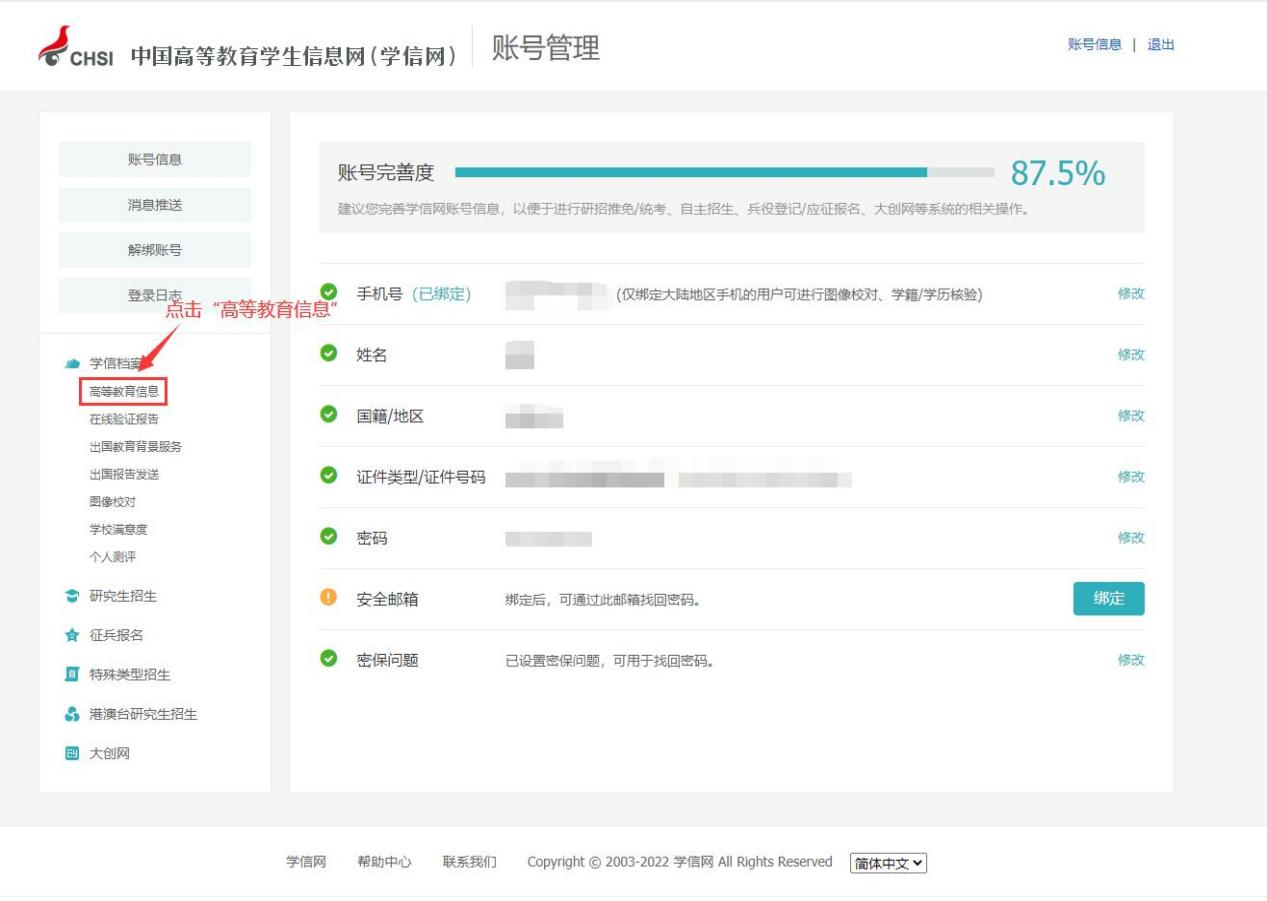 CHSI 中国高等教育学生信息网(学信网) 账号管理
账号信息 | 退出
账号信息
消息推送
解绑账号
登录日志
点击“高等教育信息”
学信档案
高等教育信息
在线验证报告
出国教育背景服务
出国报告发送
图像校对
学校满意度
个人测评
研究生招生
征兵报名
特殊类型招生
港澳台研究生招生
大创网
账号完善度 87.5%
建议您完善学信网账号信息，以便于进行研招推免/统考、自主招生、兵役登记/应征报名、大创网等系统的相关操作。
手机号 (已绑定) (仅绑定大陆地区手机的用户可进行图像校对、学籍/学历核验) 修改
姓名 修改
国籍/地区 修改
证件类型/证件号码 修改
密码 修改
安全邮箱 绑定后，可通过此邮箱找回密码。 绑定
密保问题 已设置密保问题，可用于找回密码。 修改
学信网 帮助中心 联系我们 Copyright © 2003-2022 学信网 All Rights Reserved 简体中文